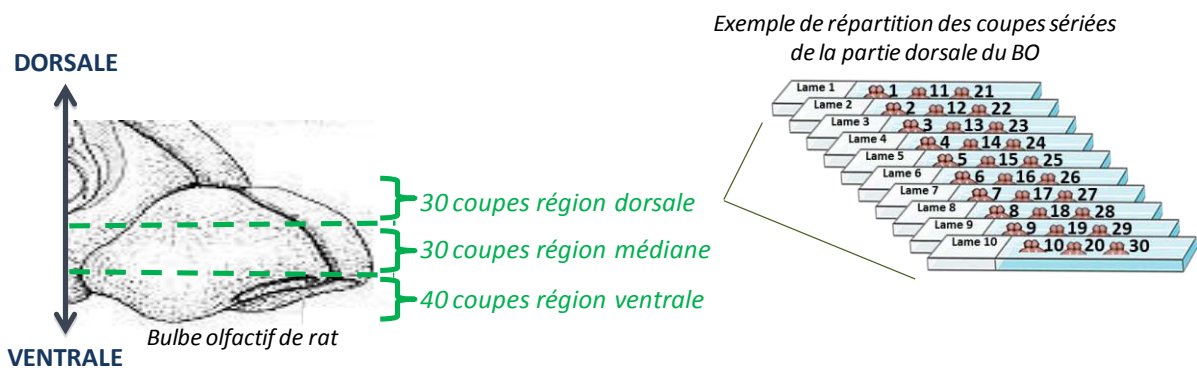 Exemple de répartition des coupes sériées
de la partie dorsale du BO
DORSALE
30 coupes région dorsale
30 coupes région médiane
40 coupes région ventrale
Bulbe olfactif de rat
VENTRALE
Lame 1 1 11 21
Lame 2 2 12 22
Lame 3 3 13 23
Lame 4 4 14 24
Lame 5 5 15 25
Lame 6 6 16 26
Lame 7 7 17 27
Lame 8 8 18 28
Lame 9 9 19 29
Lame 10 10 20 30